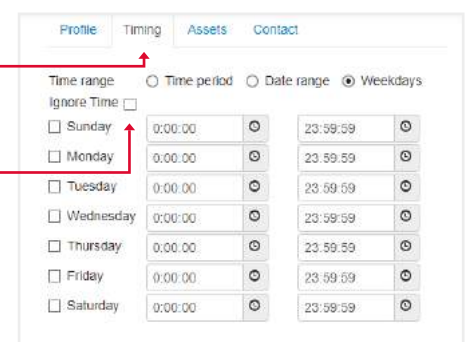 Profile Timing Assets Contact
Time range Time period Date range Weekdays
Ignore Time
Sunday 0:00:00 23:59:59
Monday 0:00:00 23:59:59
Tuesday 0:00:00 23:59:59
Wednesday 0:00:00 23:59:59
Thursday 0:00:00 23:59:59
Friday 0:00:00 23:59:59
Saturday 0:00:00 23:59:59